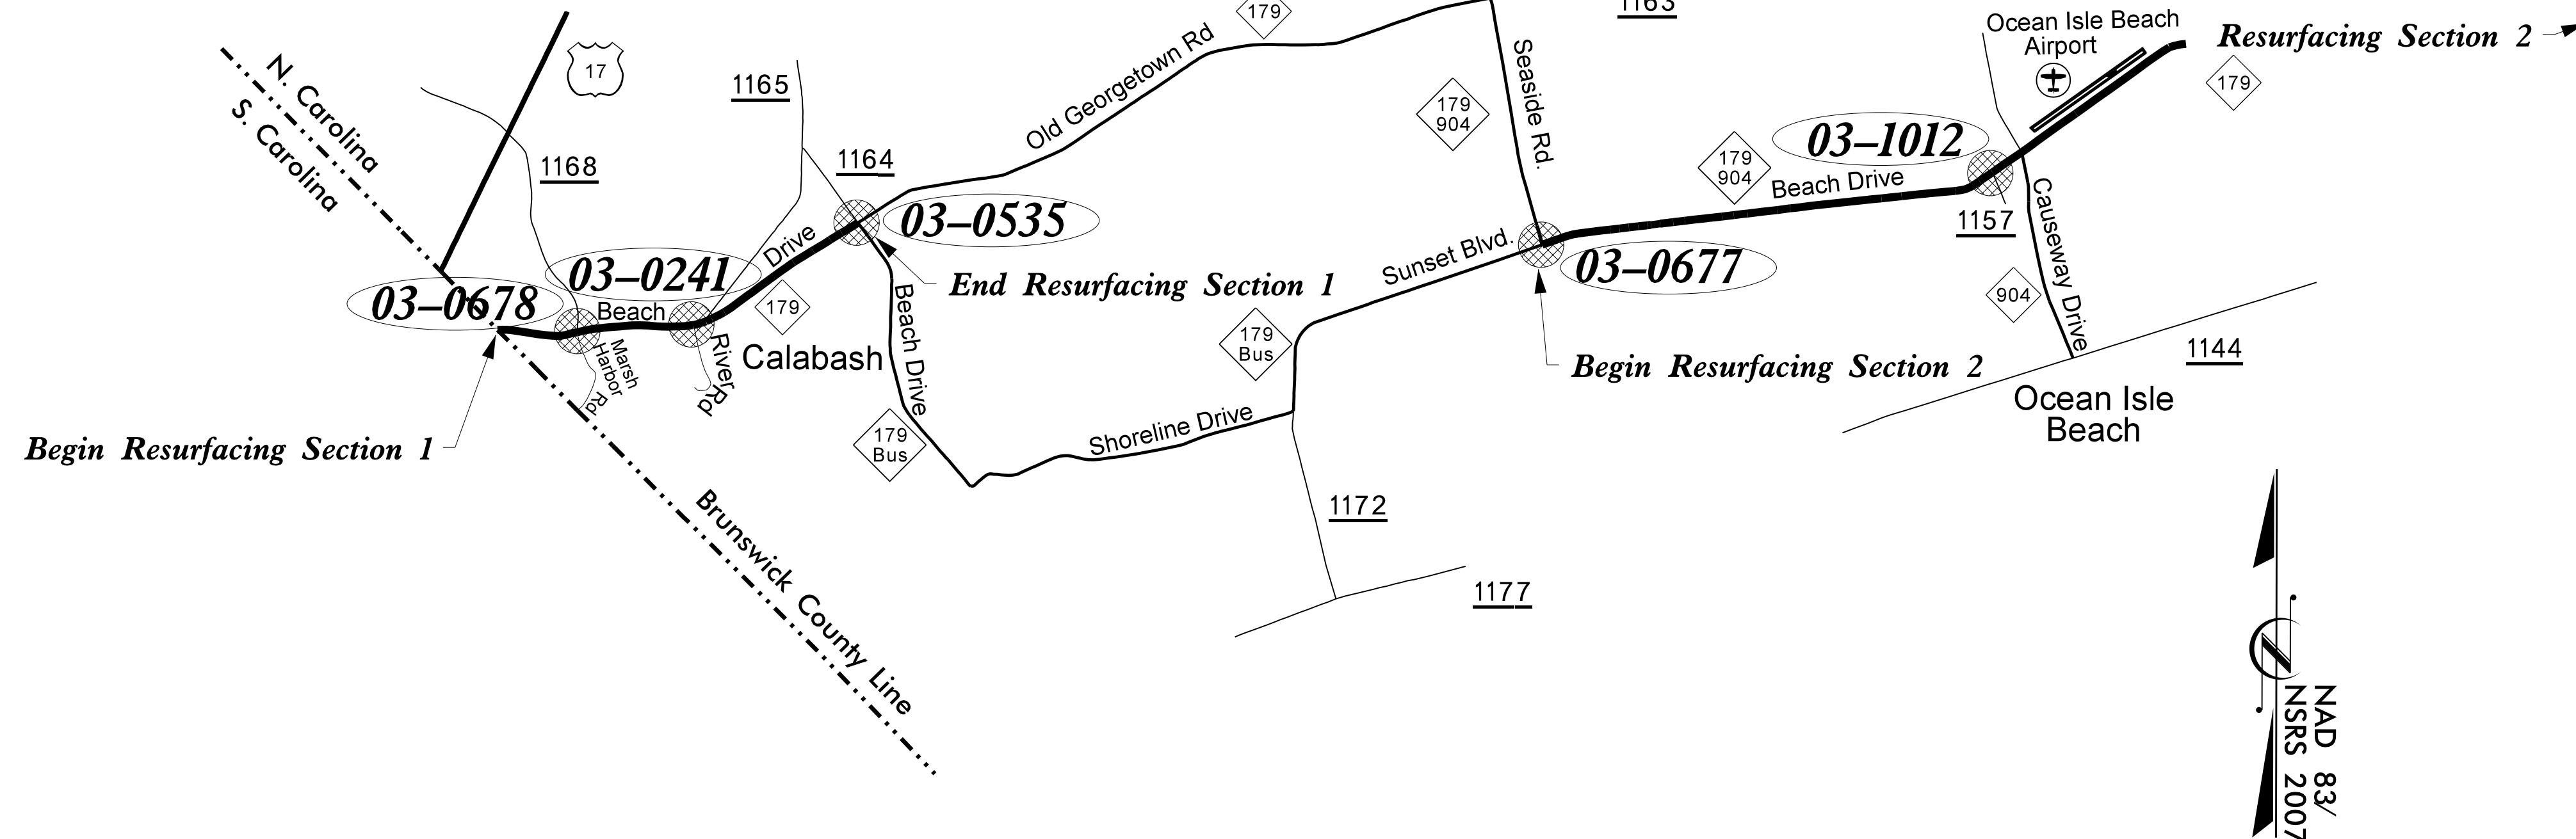 1163
179
Ocean Isle Beach
Airport
Resurfacing Section 2
179
17
N. Carolina
S. Carolina
1165
1168
1164
Old Georgetown Rd
179
904
Seaside Rd.
179
904
03-1012
Beach Drive
1157
Causeway Drive
904
1144
Ocean Isle
Beach
03-0535
End Resurfacing Section 1
03-0241
03-0678
Beach
Drive
179
Calabash
Marsh
Harbor
Rd
River
Rd
Begin Resurfacing Section 1
Beach Drive
179
Bus
Shoreline Drive
179
Bus
Sunset Blvd.
03-0677
Begin Resurfacing Section 2
1172
1177
Brunswick County Line
NAD 83/
NSRS 2007